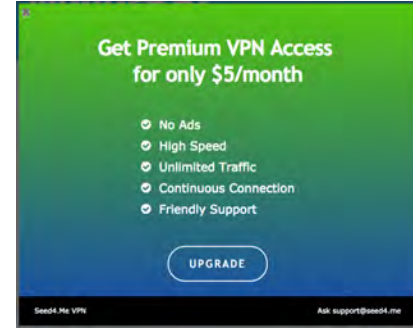 Get Premium VPN Access
for only $5/month
No Ads
High Speed
Unlimited Traffic
Continuous Connection
Friendly Support
UPGRADE
Seed4.Me VPN
Ask support@seed4.me